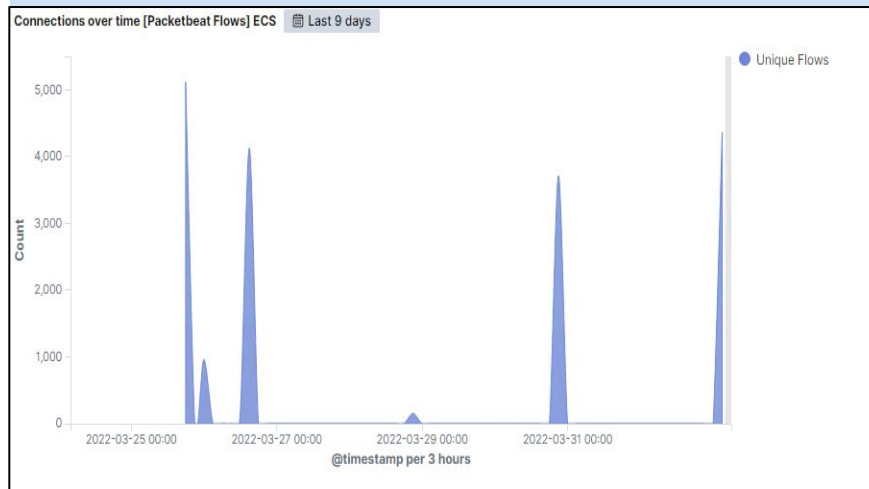 Connections over time [Packetbeat Flows] ECS Last 9 days
Unique Flows
5,000
4,000
3,000
2,000
1,000
0
Count
2022-03-25 00:00 2022-03-27 00:00 2022-03-29 00:00 2022-03-31 00:00
@timestamp per 3 hours